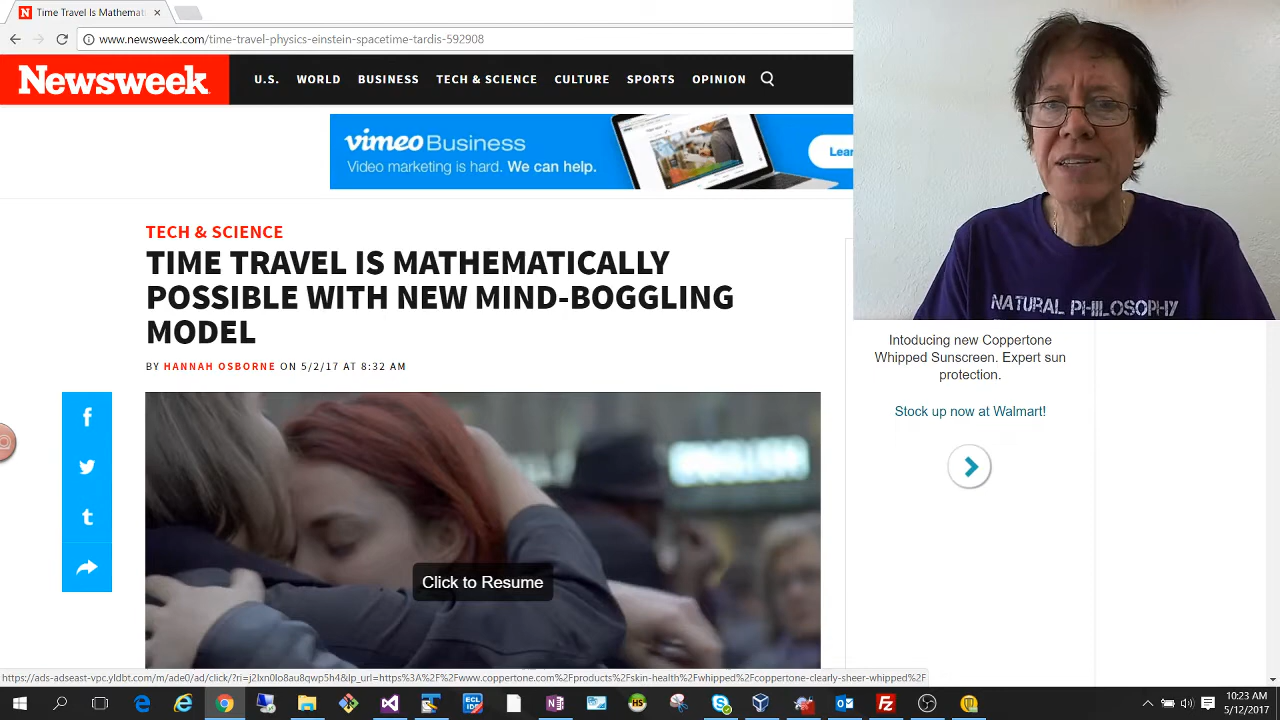 Time Travel Is Mathemat
www.newsweek.com/time-travel-physics-einstein-spacetime-tardis-592908
Newsweek
U.S. WORLD BUSINESS TECH & SCIENCE CULTURE SPORTS OPINION
vimeo Business
Video marketing is hard. We can help.
Lear
TECH & SCIENCE
TIME TRAVEL IS MATHEMATICALLY
POSSIBLE WITH NEW MIND-BOGGLING
MODEL
BY HANNAH OSBORNE ON 5/2/17 AT 8:32 AM
NATURAL PHILOSOPHY
Intoducing new Coppertone
Whipped Sunscreen. Expert sun
protection.
Stock up now at Walmart!
Click to Resume
10:23 AM
5/12/2017